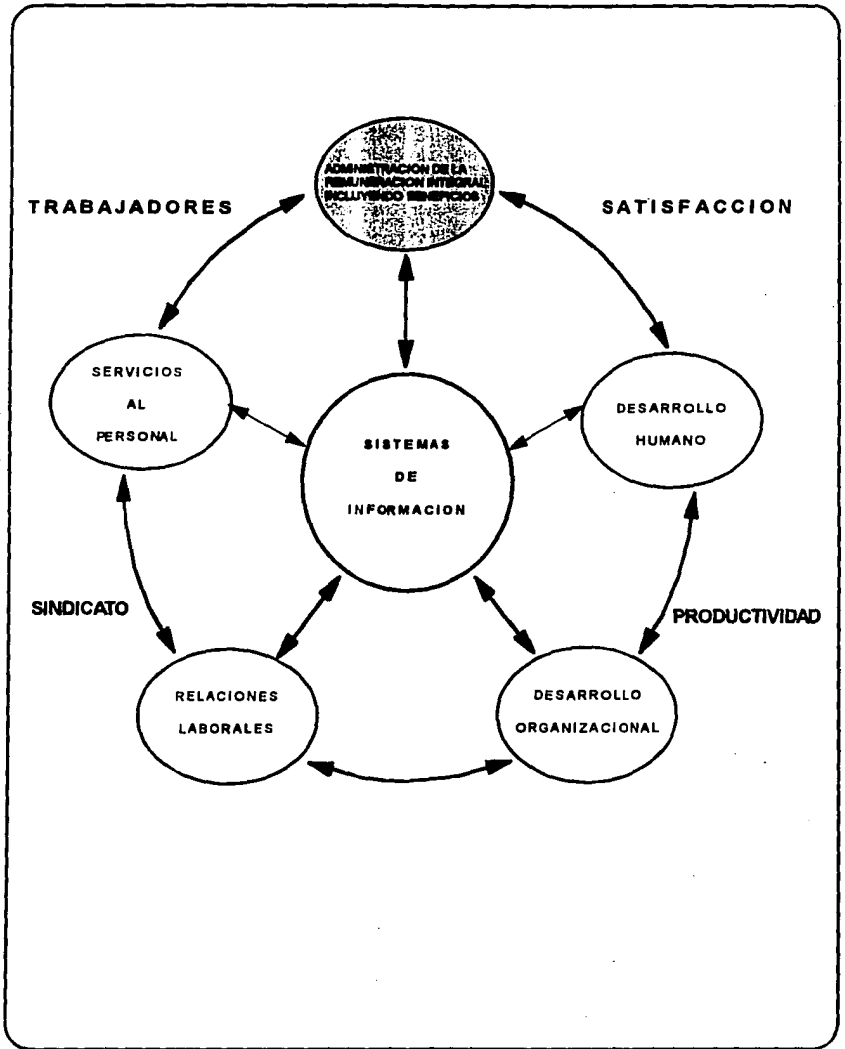 ADMINISTRACION DE LA
REMUNERACION INTEGRAL
INCLUYENDO BENEFICIOS
TRABAJADORES
SATISFACCION
SERVICIOS
AL
PERSONAL
DESARROLLO
HUMANO
SISTEMAS
DE
INFORMACION
SINDICATO
PRODUCTIVIDAD
RELACIONES
LABORALES
DESARROLLO
ORGANIZACIONAL